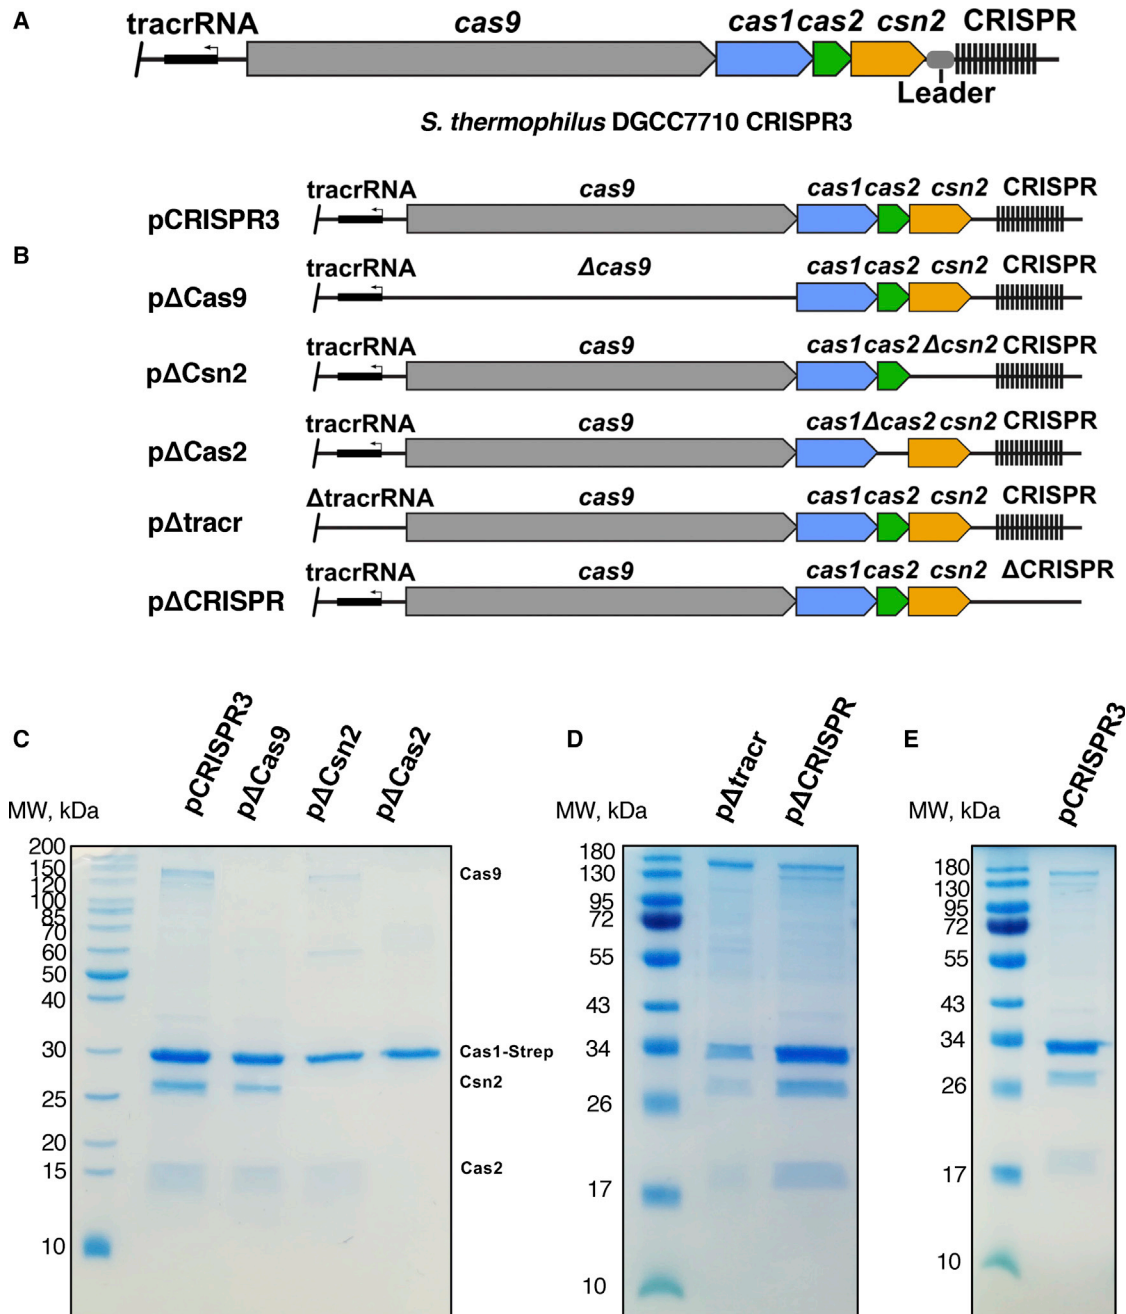 A
tracrRNA cas9 cas1 cas2 csn2 CRISPR
Leader
S. thermophilus DGCC7710 CRISPR3
B
pCRISPR3 tracrRNA cas9 cas1 cas2 csn2 CRISPR
pΔCas9 tracrRNA Δcas9 cas1 cas2 csn2 CRISPR
pΔCsn2 tracrRNA cas9 cas1 cas2 Δcsn2 CRISPR
pΔCas2 tracrRNA cas9 cas1 Δcas2 csn2 CRISPR
pΔtracr ΔtracrRNA cas9 cas1 cas2 csn2 CRISPR
pΔCRISPR tracrRNA cas9 cas1 cas2 csn2 ΔCRISPR
C
pCRISPR3 pΔCas9 pΔCsn2 pΔCas2
MW, kDa
200
150
120
100
85
70
60
50
40
30
25
20
15
10
Cas9
Cas1-Strep
Csn2
Cas2
D
pΔtracr pΔCRISPR
MW, kDa
180
130
95
72
55
43
34
26
17
10
E
pCRISPR3
MW, kDa
180
130
95
72
55
43
34
26
17
10